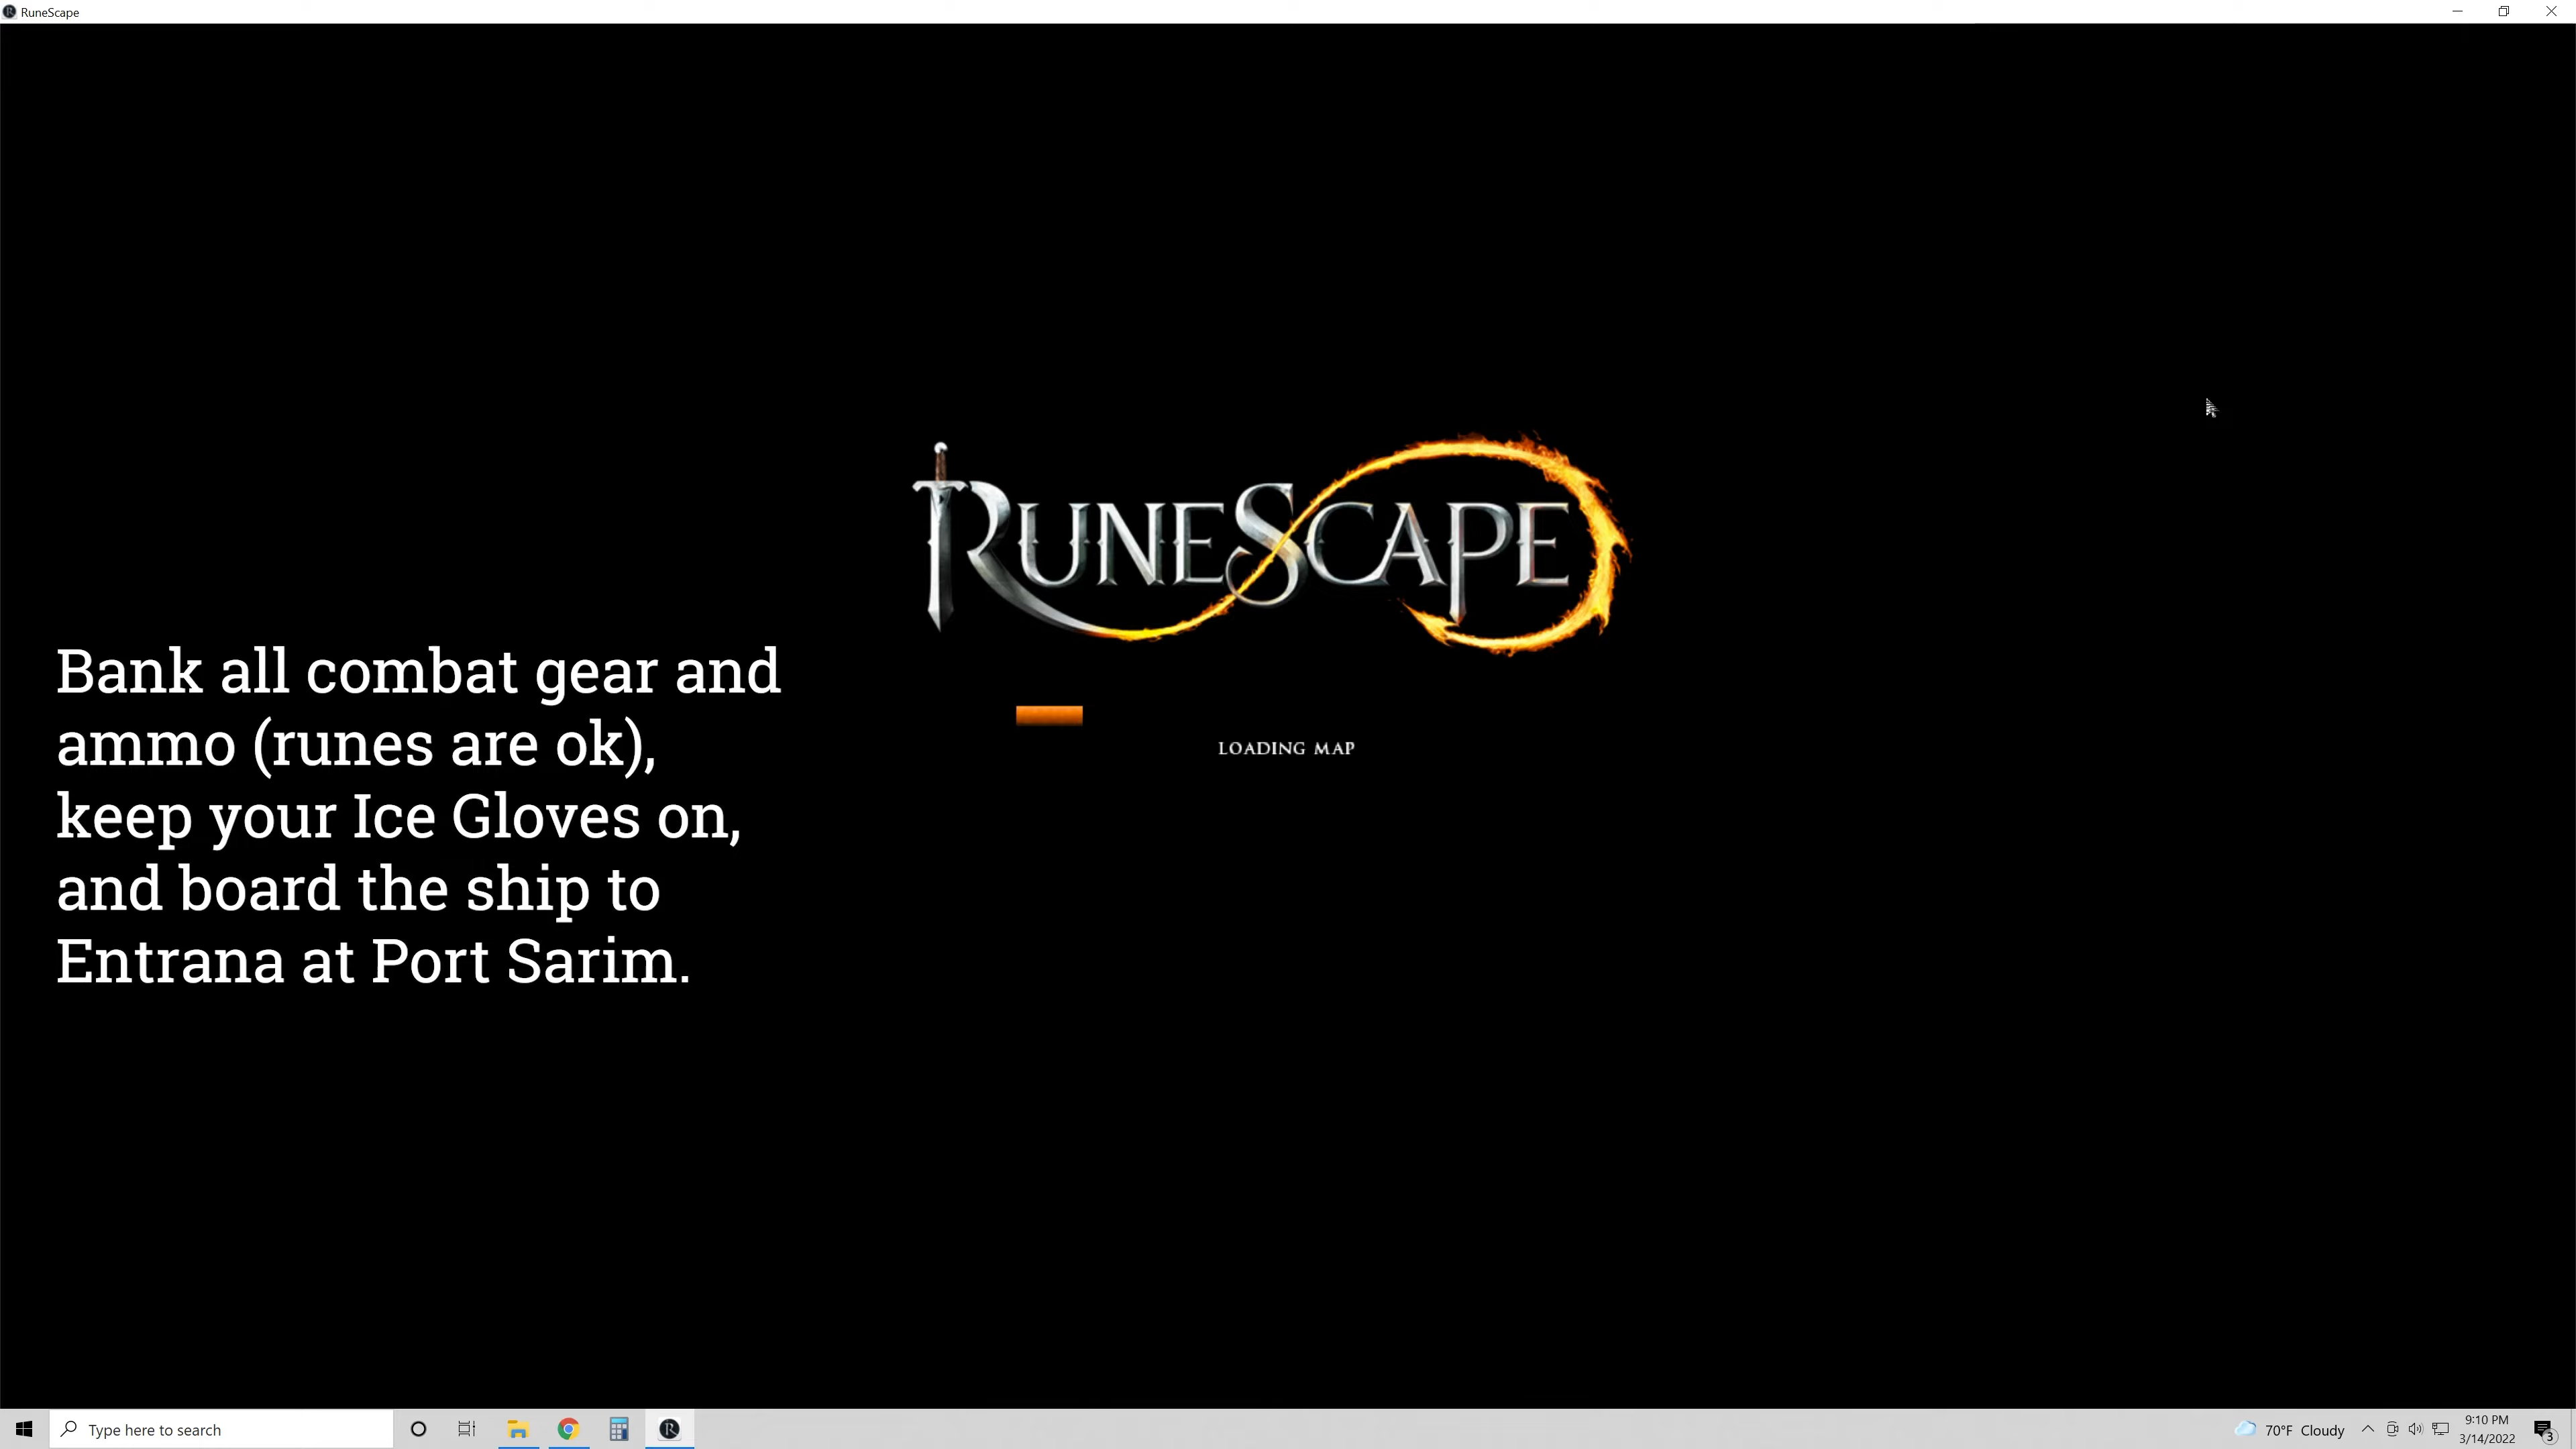 RuneScape
RUNESCAPE
Bank all combat gear and
ammo (runes are ok),
keep your Ice Gloves on,
and board the ship to
Entrana at Port Sarim.
LOADING MAP
Type here to search
70°F Cloudy
9:10 PM
3/14/2022
3